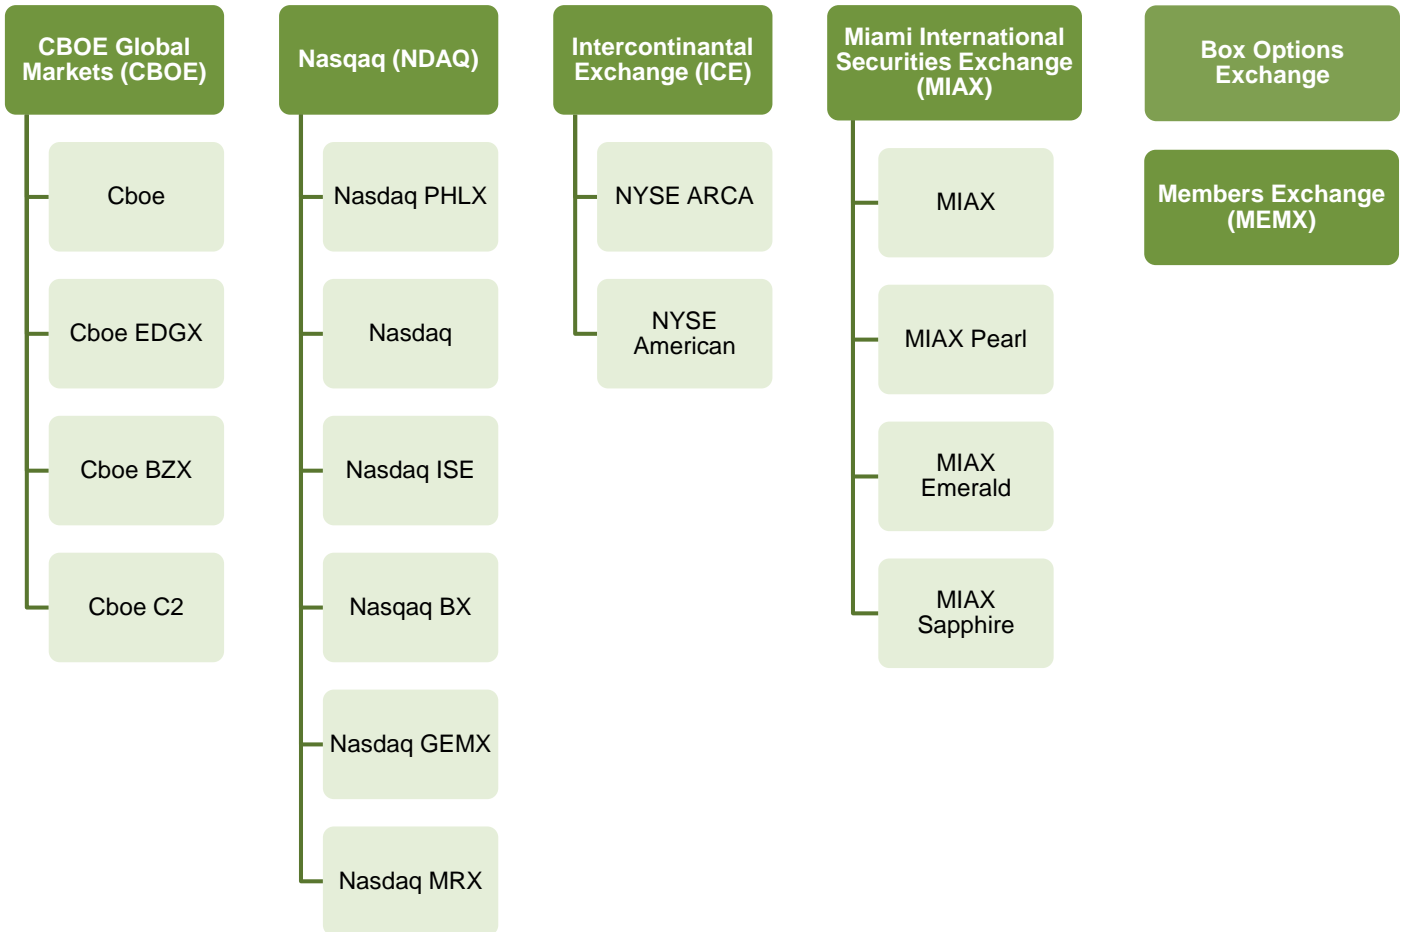 CBOE Global
Markets (CBOE)
Cboe
Cboe EDGX
Cboe BZX
Cboe C2
Nasqaq (NDAQ)
Nasdaq PHLX
Nasdaq
Nasdaq ISE
Nasqaq BX
Nasdaq GEMX
Nasdaq MRX
Intercontinantal
Exchange (ICE)
NYSE ARCA
NYSE
American
Miami International
Securities Exchange
(MIAX)
MIAX
MIAX Pearl
MIAX
Emerald
MIAX
Sapphire
Box Options
Exchange
Members Exchange
(MEMX)